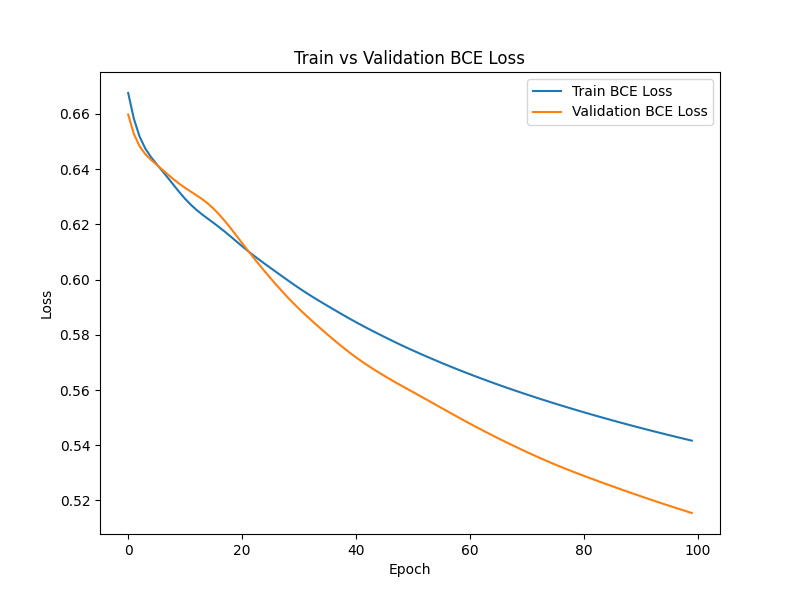 Train vs Validation BCE Loss
Train BCE Loss
Validation BCE Loss
0.66
0.64
0.62
0.60
0.58
0.56
0.54
0.52
Loss
0 20 40 60 80 100
Epoch